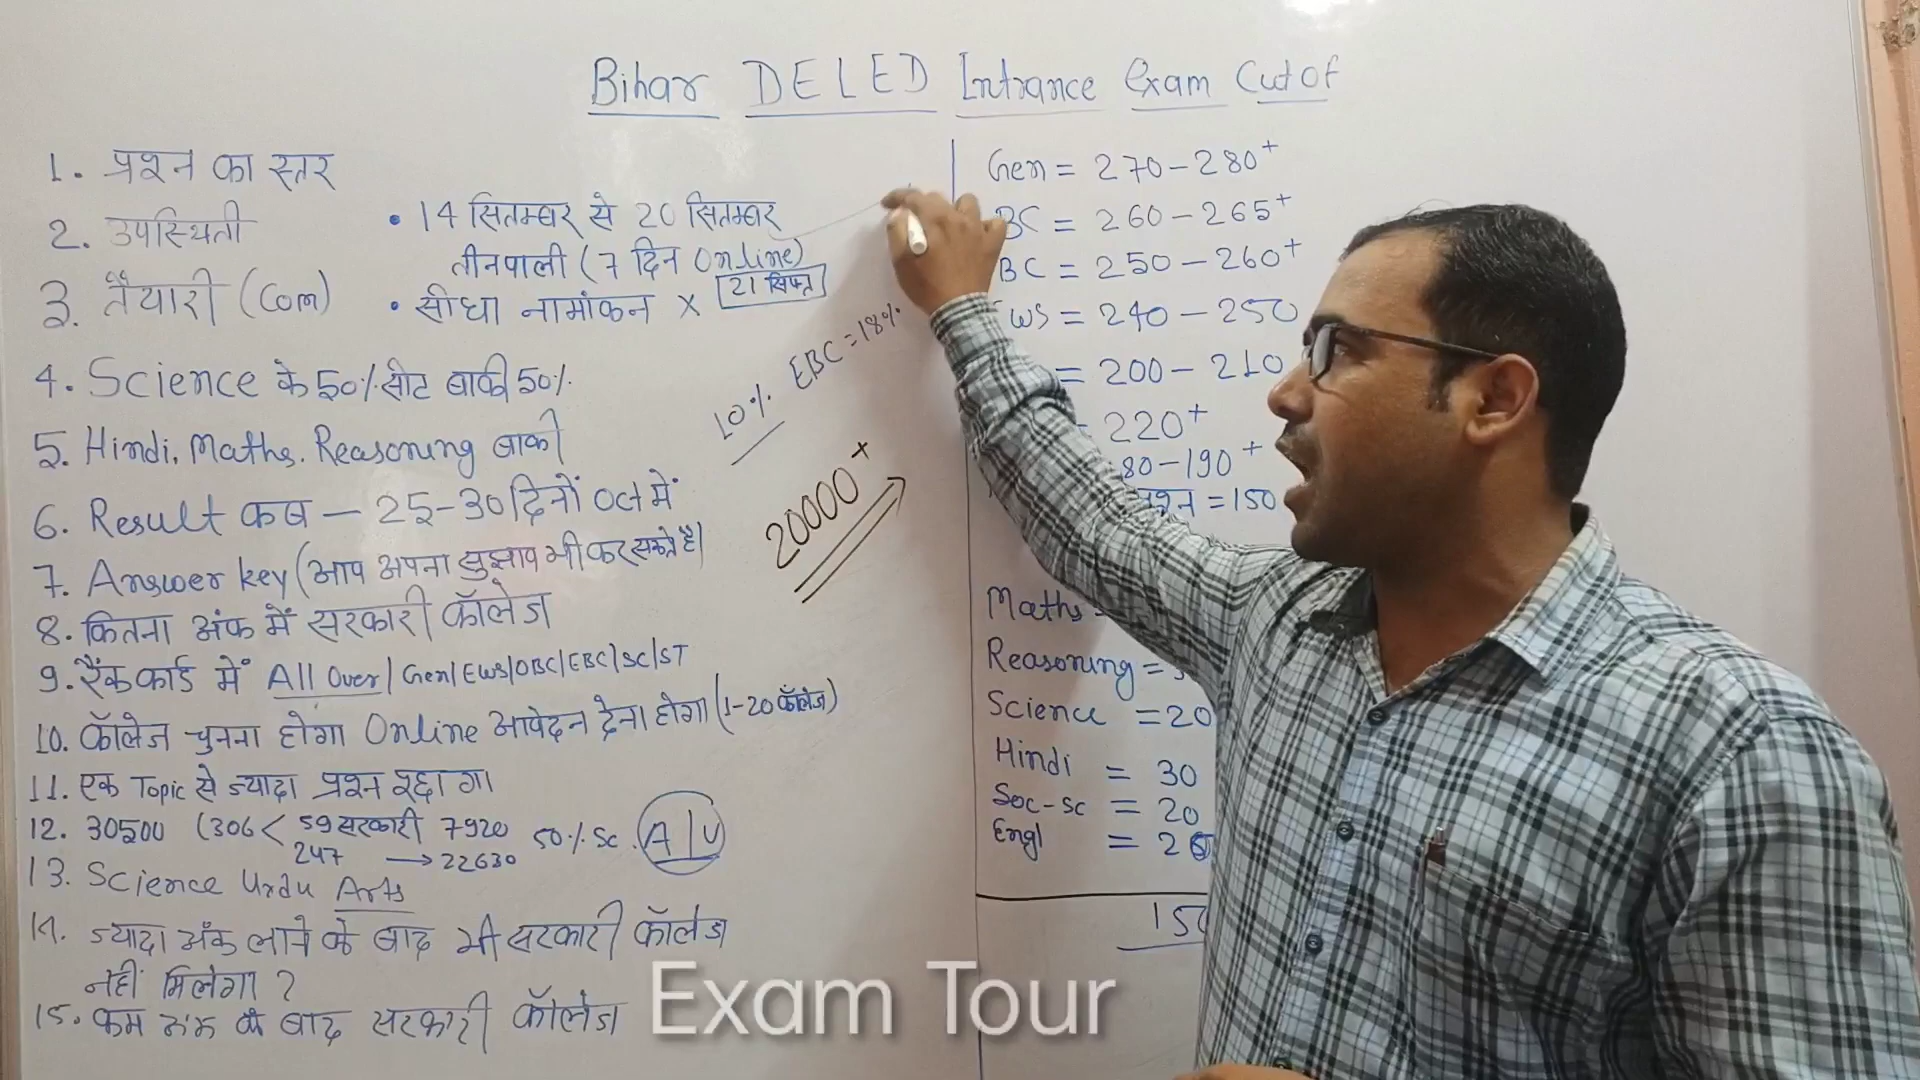 Bihar DELED Intrance Exam Cutof
1. प्रश्न का स्तर
2. उपस्थिती
3. तैयारी (Com)
• 14 सितम्बर से 20 सितम्बर
तीनपाली (7 दिन Online)
21 सिफ्त
• सीधा नामांकन X
4. Science के 50% सीट बाकी 50%
5. Hindi, Maths, Reasoning बाकी
6. Result कब — 25-30 दिनों Oct में
7. Answer key (आप अपना सुझाप भी कर सकते है)
8. कितना अंक में सरकारी कॉलेज
9. रैंक कार्ड में All Over/Gen/EWS/OBC/EBC/SC/ST
10. कॉलेज चुनना होगा Online आपेदन देना होगा (1-20 कॉलेज)
11. एक Topic से ज्यादा प्रश्न रहा गा
12. 30500 (306< 59 सरकारी 7920 50% Sc. A|U
247 → 22630
13. Science Urdu Arts
14. ज्यादा अंक लाने के बाद भी सरकारी कॉलेज
नहीं मिलेगा ?
15. कम अंक के बाद सरकारी कॉलेज
10% EBC = 18%
20000+
Gen = 270-280+
BC = 260-265+
BC = 250-260+
EWS = 240-250
= 200-210
220+
80-190+
प्रश्न = 150
Maths
Reasoning =
Science = 20
Hindi = 30
Soc-Sc = 20
Engl = 2
15
Exam Tour